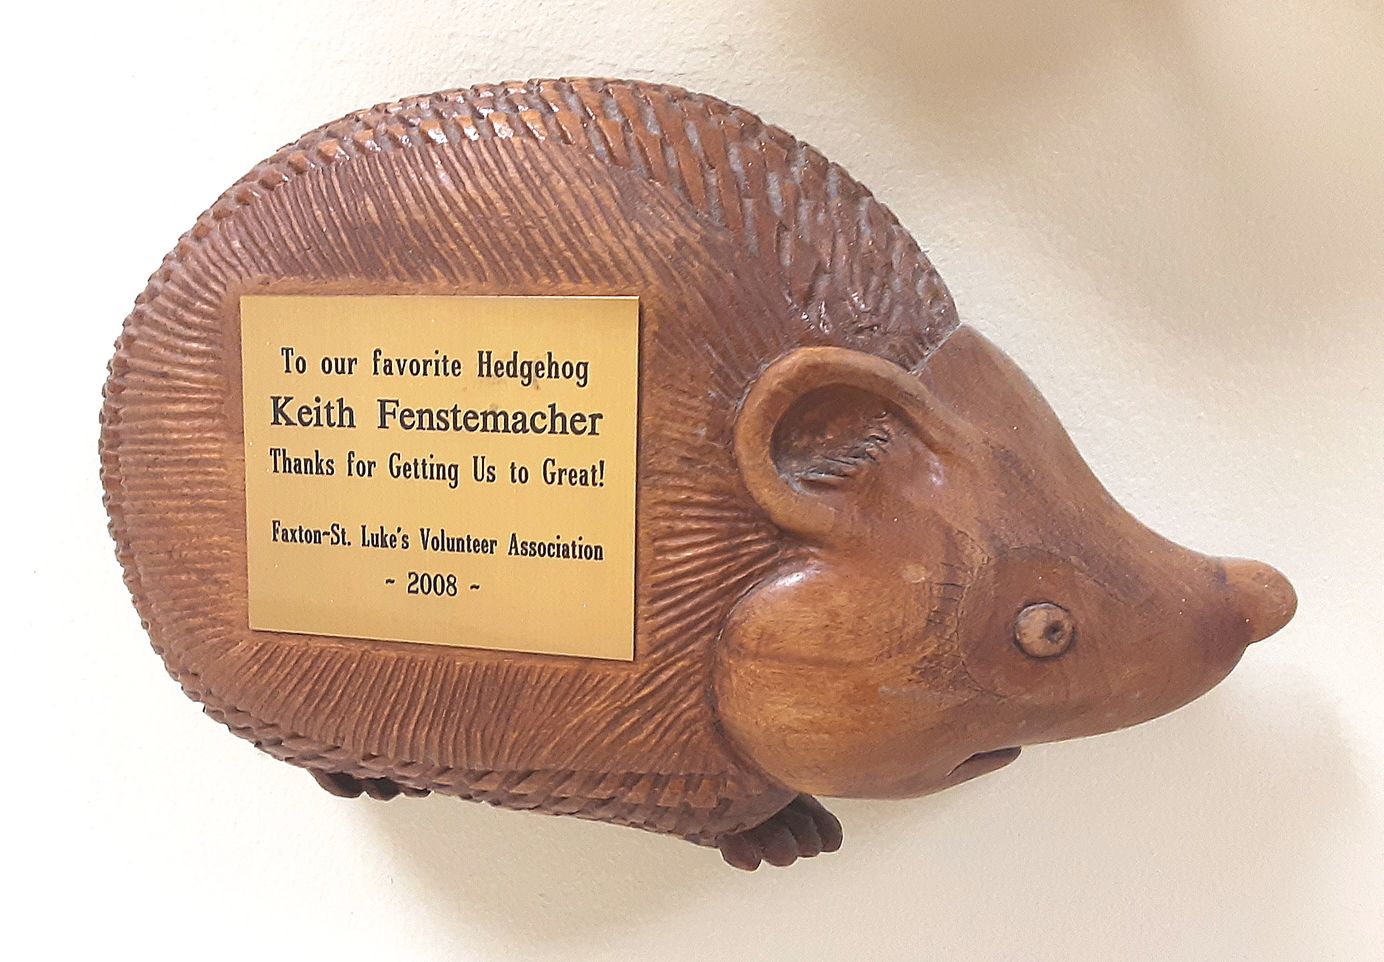 To our favorite Hedgehog
Keith Fenstemacher
Thanks for Getting Us to Great!
Faxton-St. Luke's Volunteer Association
~ 2008 ~